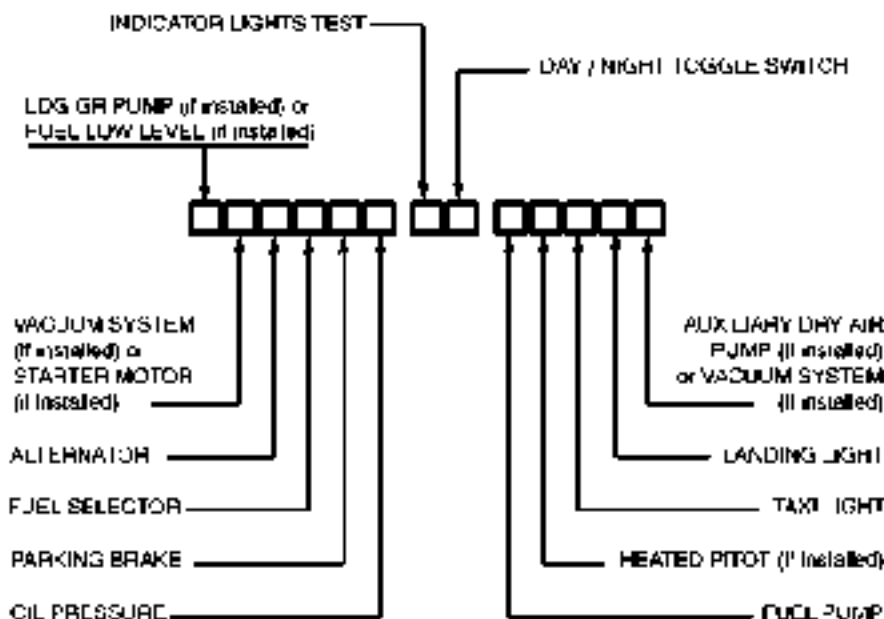 INDICATOR LIGHTS TEST
DAY / NIGHT TOGGLE SWITCH
LDG GR PUMP (if installed) or
FUEL LOW LEVEL (if installed)
VACUUM SYSTEM
(if installed) or
STARTER MOTOR
(if installed)
AUXILIARY DRY AIR
PUMP (if installed)
or VACUUM SYSTEM
(if installed)
ALTERNATOR
LANDING LIGHT
FUEL SELECTOR
TAXI LIGHT
PARKING BRAKE
HEATED PITOT (if installed)
OIL PRESSURE
FUEL PUMP